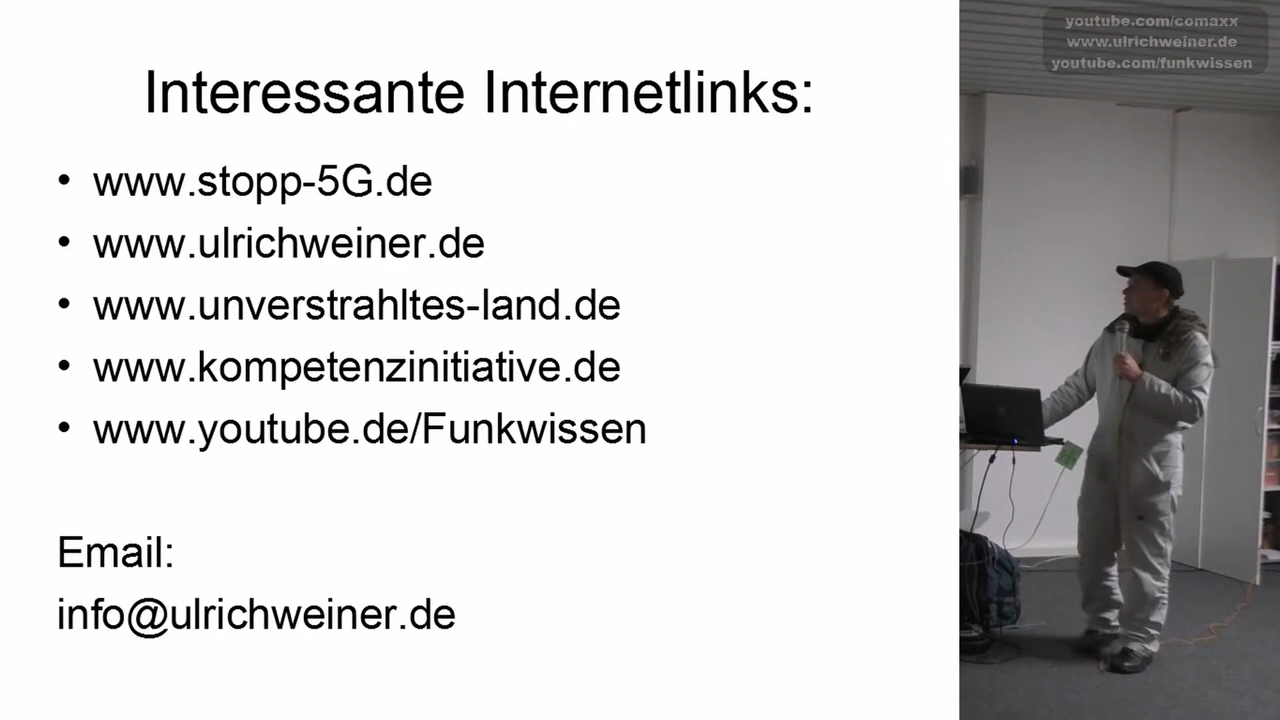 Interessante Internetlinks:
• www.stopp-5G.de
• www.ulrichweiner.de
• www.unverstrahltes-land.de
• www.kompetenzinitiative.de
• www.youtube.de/Funkwissen
Email:
info@ulrichweiner.de
youtube.com/comaxx
www.ulrichweiner.de
youtube.com/funkwissen